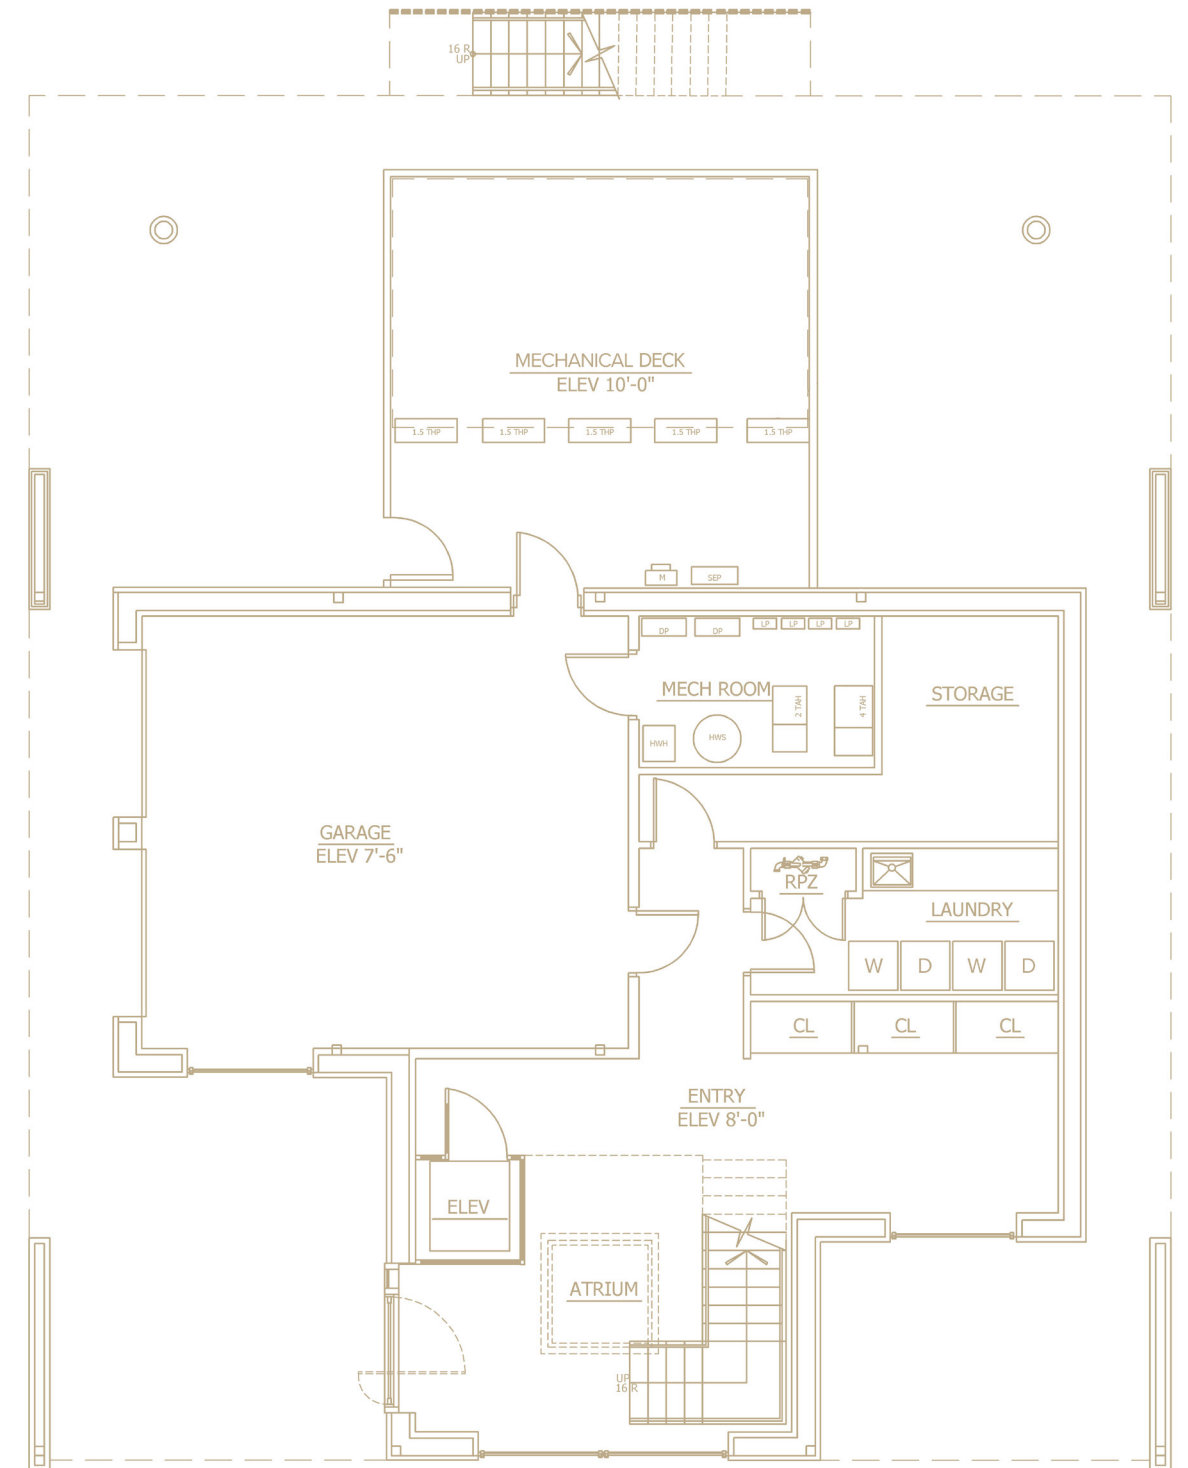 16 R
UP
MECHANICAL DECK
ELEV 10'-0"
1.5 THP
1.5 THP
1.5 THP
1.5 THP
1.5 THP
M
SEP
DP
DP
LP
LP
LP
LP
MECH ROOM
2 TAH
4 TAH
STORAGE
HWH
HWS
GARAGE
ELEV 7'-6"
RPZ
LAUNDRY
W
D
W
D
CL
CL
CL
ENTRY
ELEV 8'-0"
ELEV
ATRIUM
UP
16 R